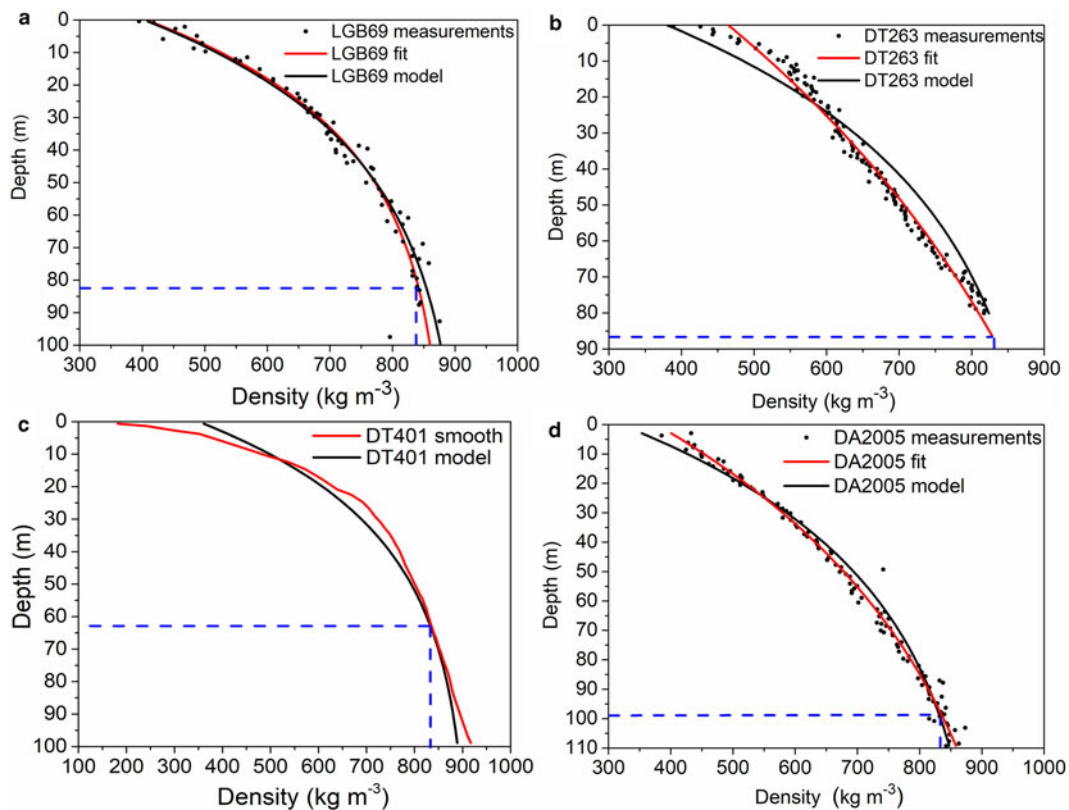 a
LGB69 measurements
LGB69 fit
LGB69 model
Depth (m)
0
10
20
30
40
50
60
70
80
90
100
300 400 500 600 700 800 900 1000
Density (kg m⁻³)
b
DT263 measurements
DT263 fit
DT263 model
Depth (m)
0
10
20
30
40
50
60
70
80
90
300 400 500 600 700 800 900
Density (kg m⁻³)
c
DT401 smooth
DT401 model
Depth (m)
0
10
20
30
40
50
60
70
80
90
100
100 200 300 400 500 600 700 800 900 1000
Density (kg m⁻³)
d
DA2005 measurements
DA2005 fit
DA2005 model
Depth (m)
0
10
20
30
40
50
60
70
80
90
100
110
300 400 500 600 700 800 900 1000
Density (kg m⁻³)